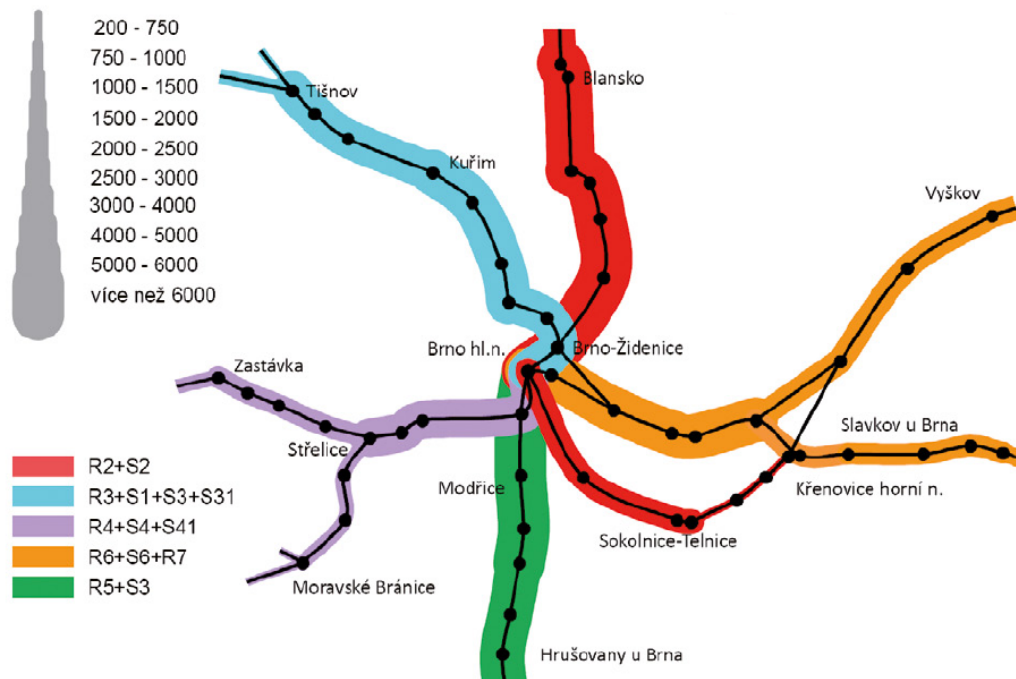 200 - 750
750 - 1000
1000 - 1500
1500 - 2000
2000 - 2500
2500 - 3000
3000 - 4000
4000 - 5000
5000 - 6000
více než 6000
Blansko
Tišnov
Kuřim
Vyškov
Brno hl.n.
Brno-Židenice
Zastávka
Střelice
Slavkov u Brna
Modřice
Křenovice horní n.
Sokolnice-Telnice
Moravské Bránice
Hrušovany u Brna
R2+S2
R3+S1+S3+S31
R4+S4+S41
R6+S6+R7
R5+S3